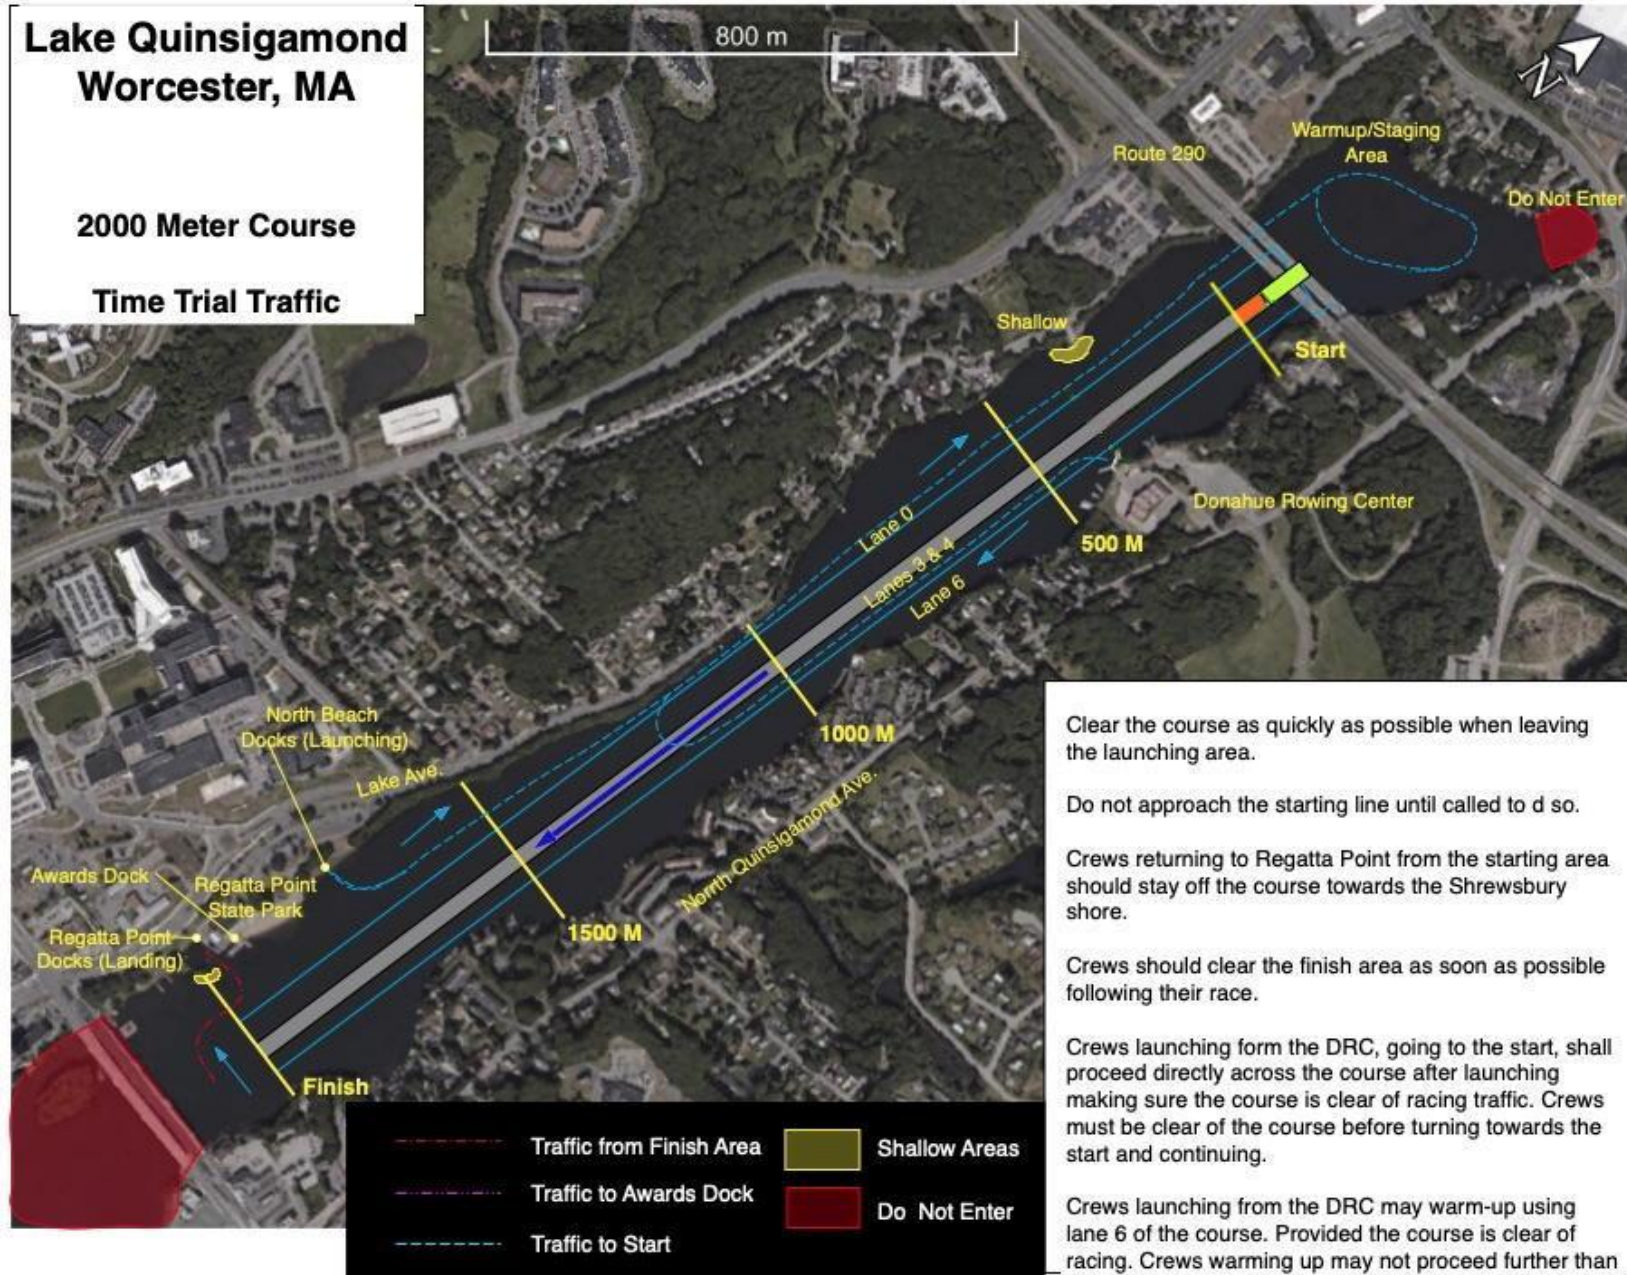 Lake Quinsigamond
Worcester, MA
2000 Meter Course
Time Trial Traffic
800 m
N
Warmup/Staging
Area
Route 290
Do Not Enter
Shallow
Start
Donahue Rowing Center
500 M
Lane 0
Lanes 3 & 4
Lane 6
1000 M
North Beach
Docks (Launching)
Lake Ave.
North Quinsigamond Ave.
Awards Dock
Regatta Point
State Park
Regatta Point
Docks (Landing)
1500 M
Finish
Traffic from Finish Area
Traffic to Awards Dock
Traffic to Start
Shallow Areas
Do Not Enter
Clear the course as quickly as possible when leaving
the launching area.
Do not approach the starting line until called to d so.
Crews returning to Regatta Point from the starting area
should stay off the course towards the Shrewsbury
shore.
Crews should clear the finish area as soon as possible
following their race.
Crews launching form the DRC, going to the start, shall
proceed directly across the course after launching
making sure the course is clear of racing traffic. Crews
must be clear of the course before turning towards the
start and continuing.
Crews launching from the DRC may warm-up using
lane 6 of the course. Provided the course is clear of
racing. Crews warming up may not proceed further than